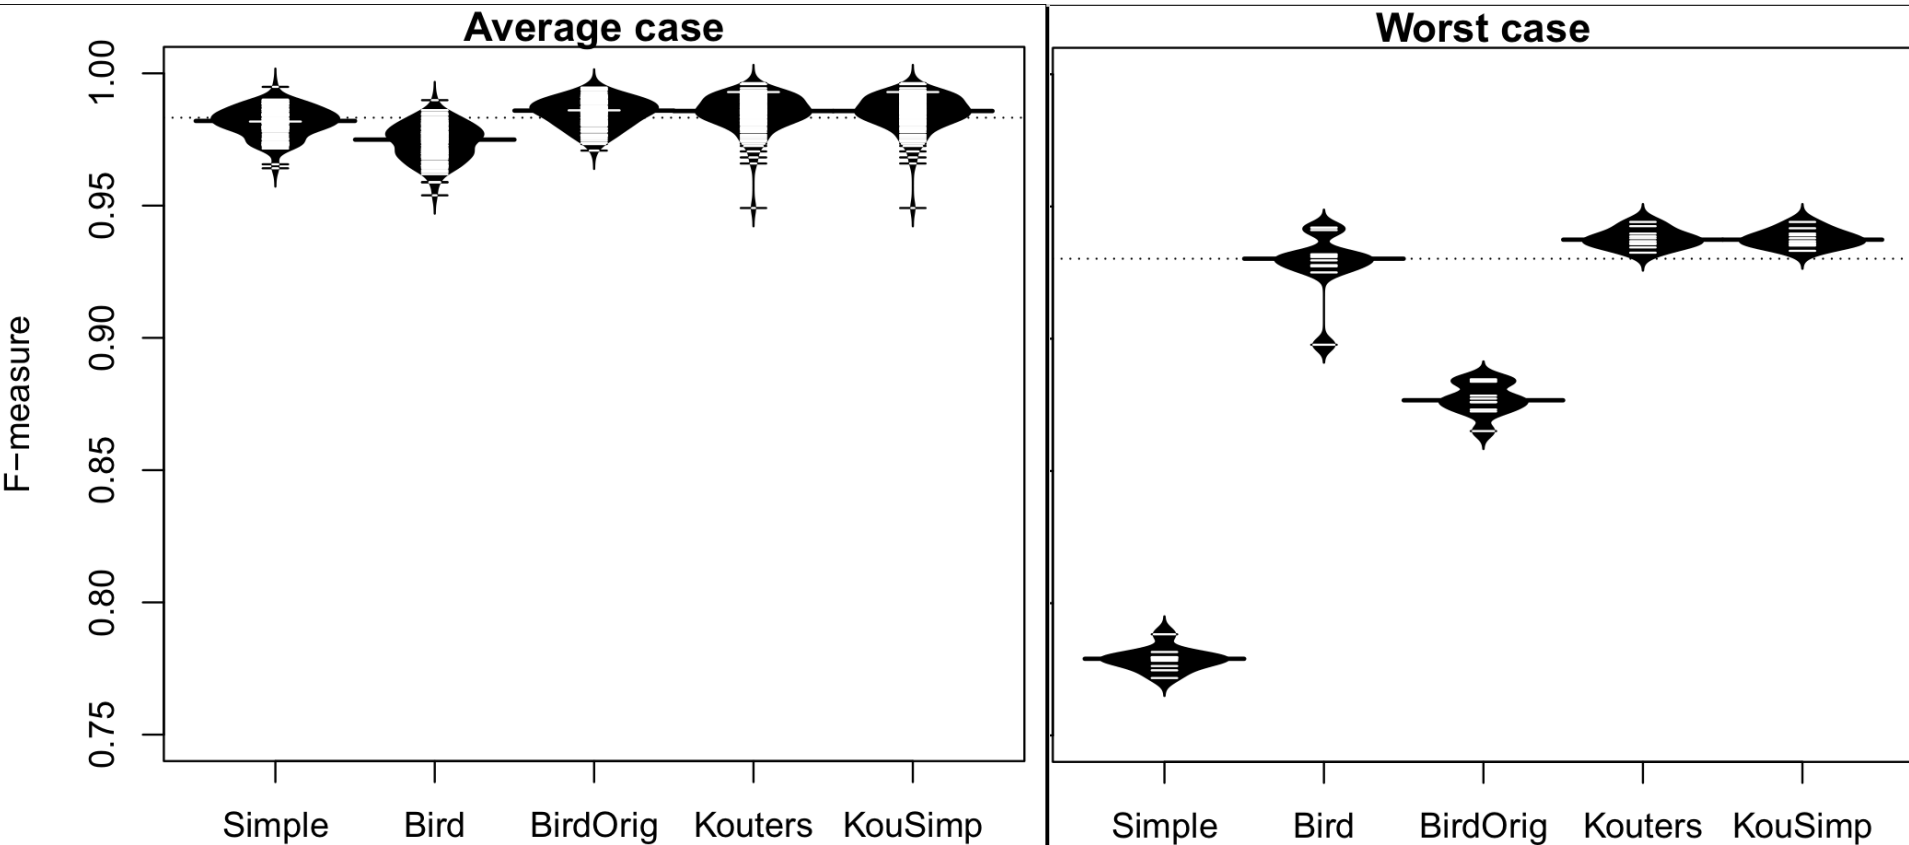 Average case
Worst case
F-measure
1.00
0.95
0.90
0.85
0.80
0.75
Simple Bird BirdOrig Kouters KouSimp
Simple Bird BirdOrig Kouters KouSimp